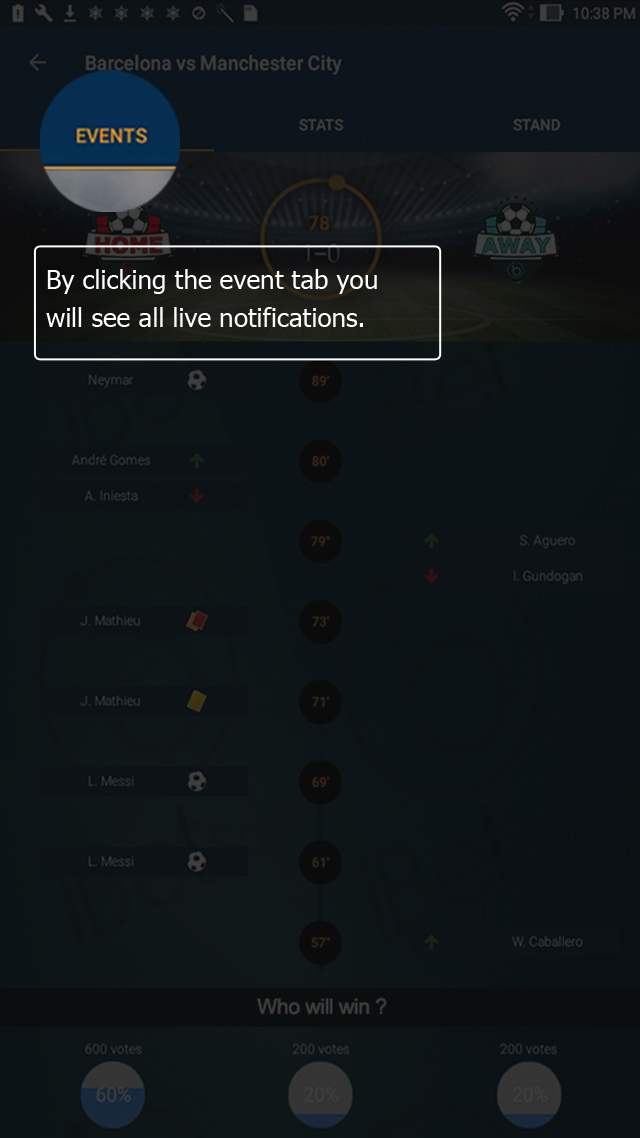 10:38 PM
Barcelona vs Manchester City
EVENTS
STATS
STAND
78
HOME
1-0
AWAY
By clicking the event tab you
will see all live notifications.
Neymar
89'
André Gomes
80'
A. Iniesta
79'
S. Aguero
I. Gundogan
J. Mathieu
73'
J. Mathieu
71'
L. Messi
69'
L. Messi
61'
57'
W. Caballero
Who will win ?
600 votes
200 votes
200 votes
60%
20%
20%